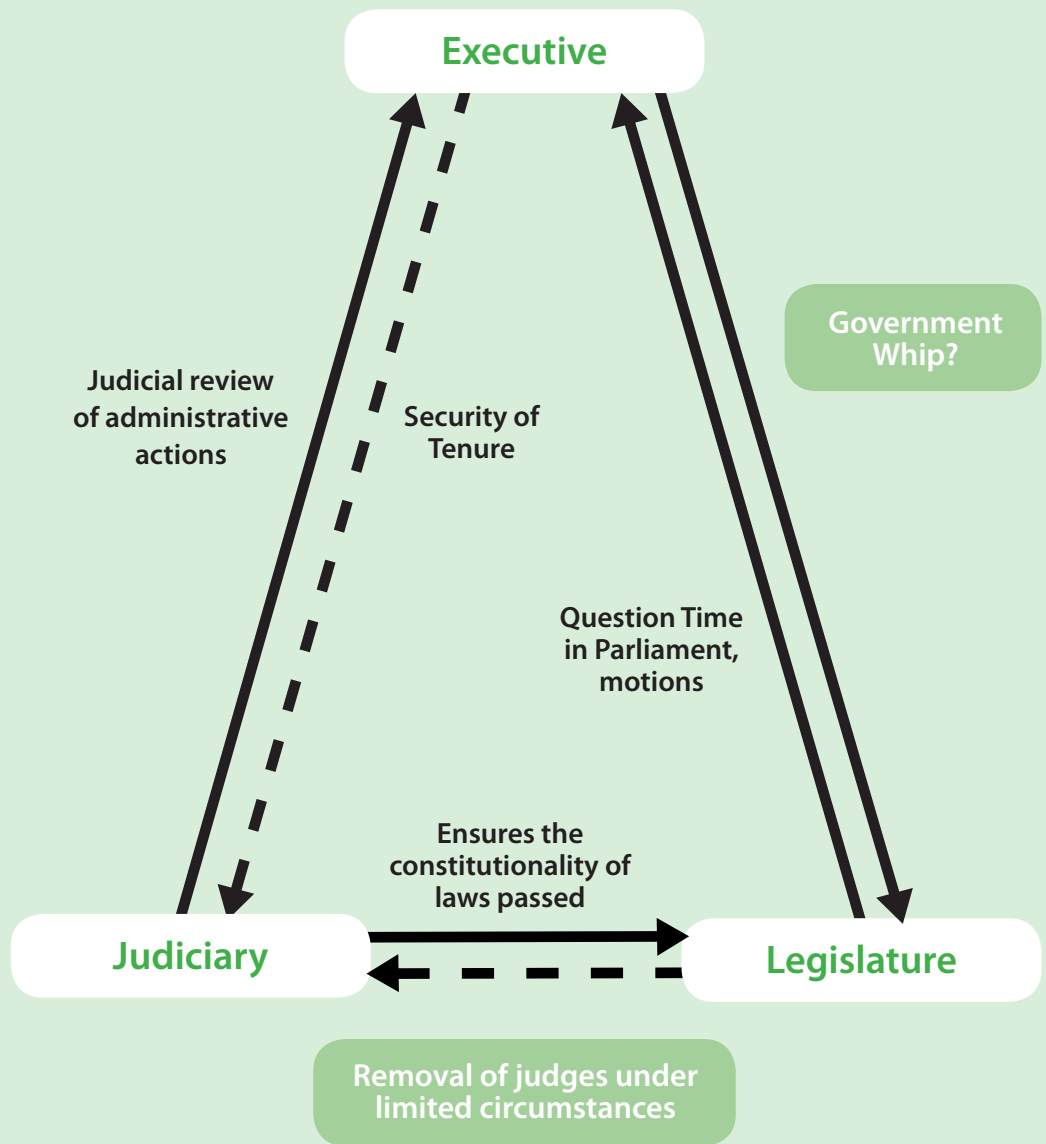 Executive
Government
Whip?
Judicial review
of administrative
actions
Security of
Tenure
Question Time
in Parliament,
motions
Ensures the
constitutionality of
laws passed
Judiciary
Legislature
Removal of judges under
limited circumstances